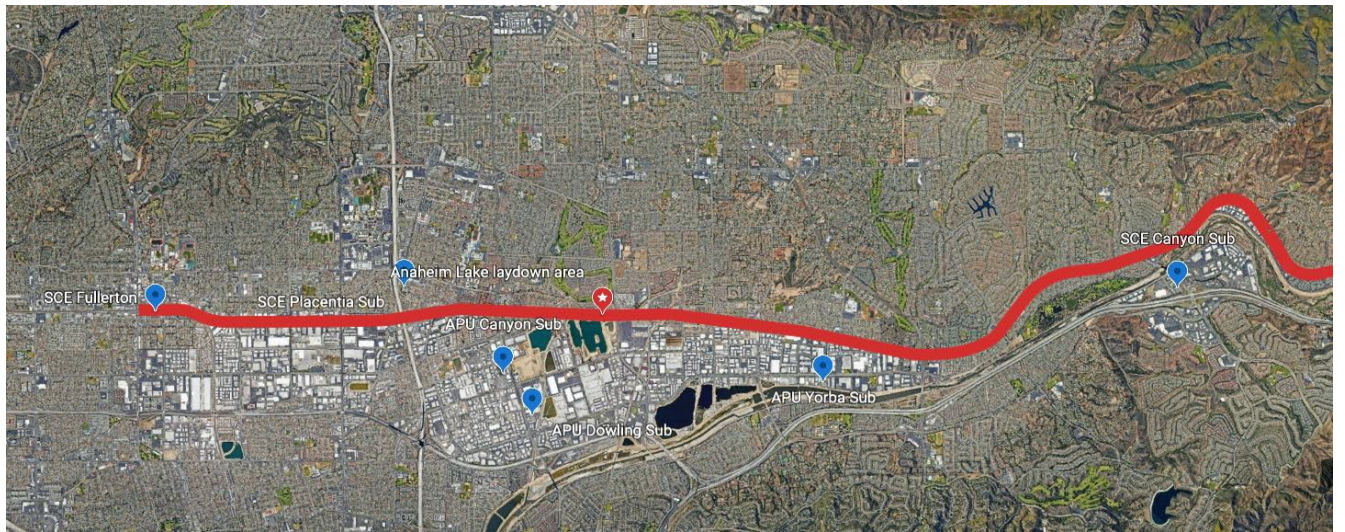 SCE Canyon Sub
Anaheim Lake laydown area
SCE Fullerton
SCE Placentia Sub
APU Canyon Sub
APU Yorba Sub
APU Dowling Sub